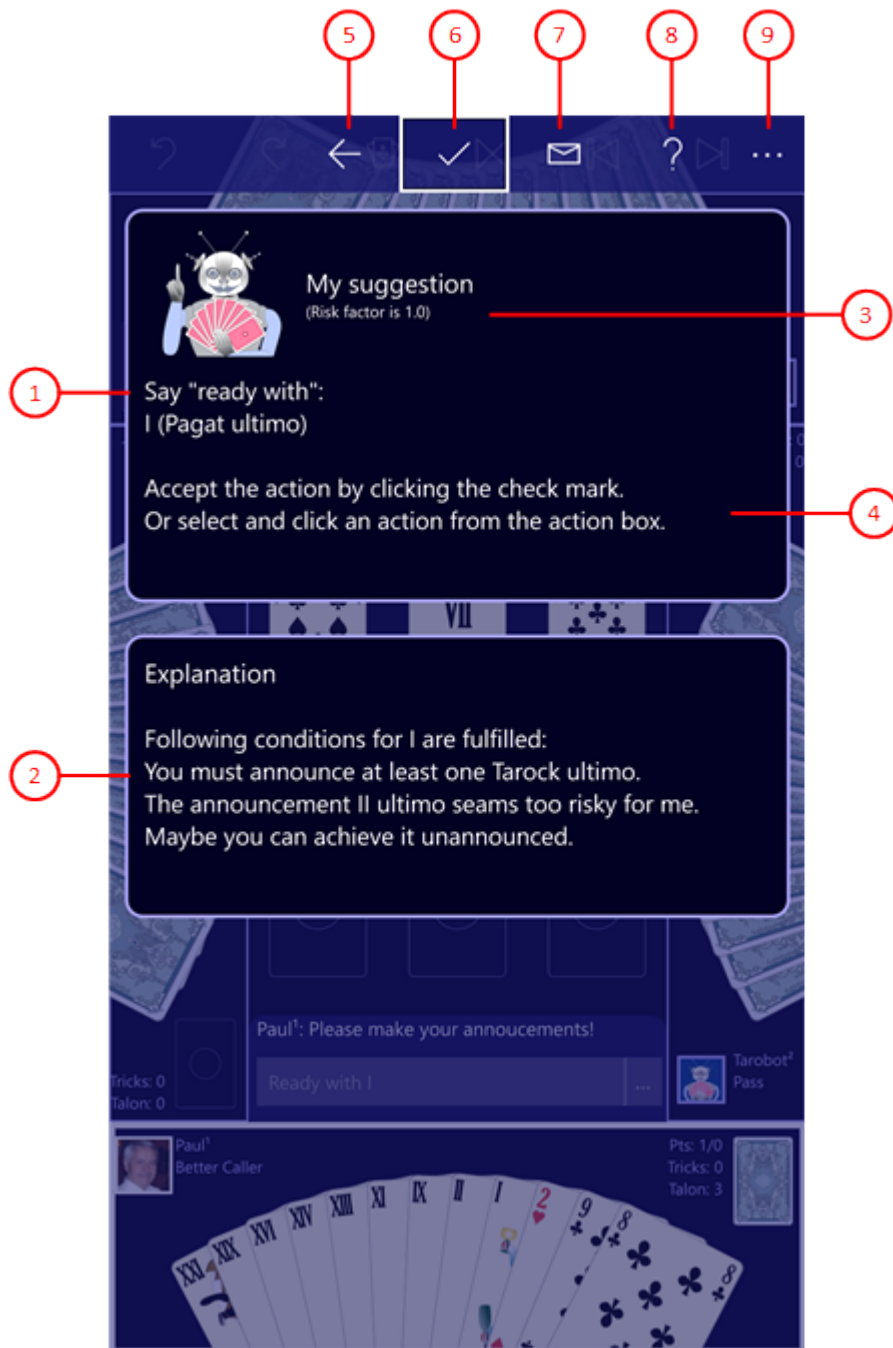 5 6 7 8 9
?
...
My suggestion
(Risk factor is 1.0)
3
1
Say "ready with":
I (Pagat ultimo)
Accept the action by clicking the check mark.
Or select and click an action from the action box.
4
VII
Explanation
Following conditions for I are fulfilled:
2
You must announce at least one Tarock ultimo.
The announcement II ultimo seams too risky for me.
Maybe you can achieve it unannounced.
Paul¹: Please make your annoucements!
Ready with I
...
Tricks: 0
Talon: 0
Tarobot²
Pass
Paul¹
Better Caller
Pts: 1/0
Tricks: 0
Talon: 3
XXI XIX XVI XIV XIII XI IX II I 2 9 8
8